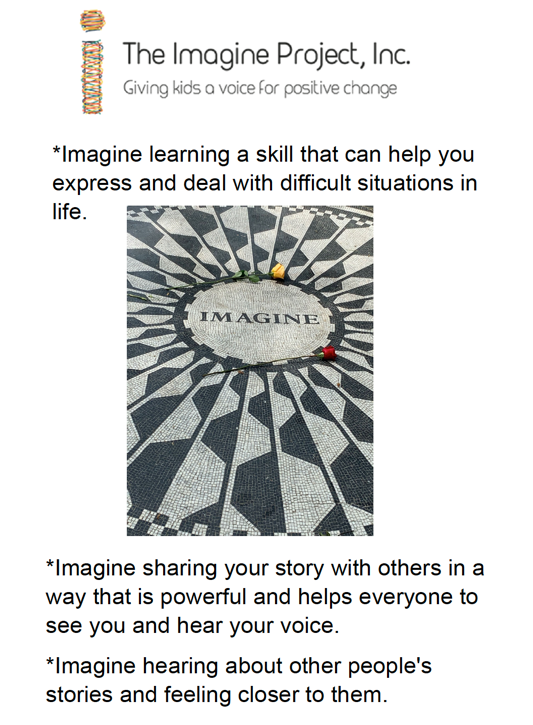 The Imagine Project, Inc.
Giving kids a voice for positive change
*Imagine learning a skill that can help you
express and deal with difficult situations in
life.
IMAGINE
*Imagine sharing your story with others in a
way that is powerful and helps everyone to
see you and hear your voice.
*Imagine hearing about other people's
stories and feeling closer to them.